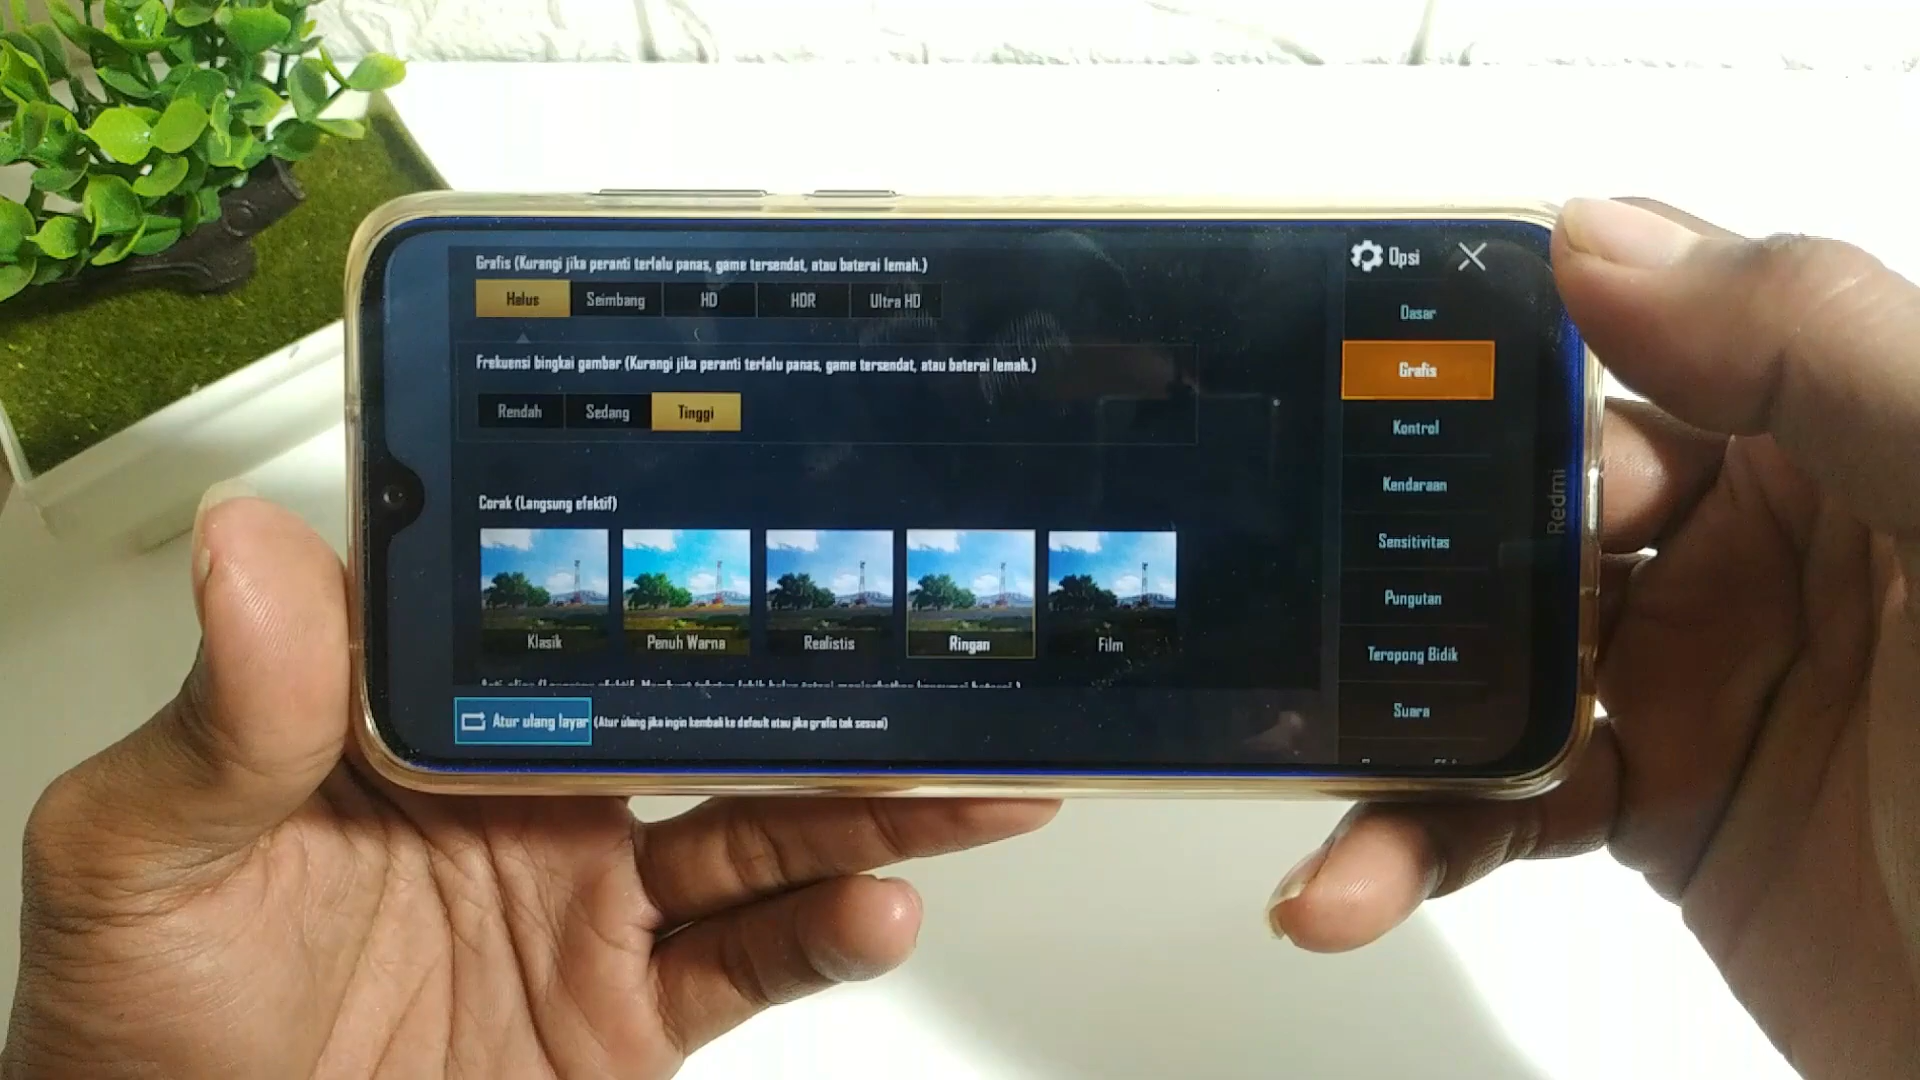 Grafis (Kurangi jika peranti terlalu panas, game tersendat, atau baterai lemah.)
Halus Seimbang HD HDR Ultra HD
Frekuensi bingkai gambar (Kurangi jika peranti terlalu panas, game tersendat, atau baterai lemah.)
Rendah Sedang Tinggi
Corak (Langsung efektif)
Klasik Penuh Warna Realistis Ringan Film
Atur ulang layar (Atur ulang jika ingin kembali ke default atau jika grafis tak sesuai)
Opsi
Dasar
Grafis
Kontrol
Kendaraan
Sensitivitas
Pungutan
Teropong Bidik
Suara
Redmi